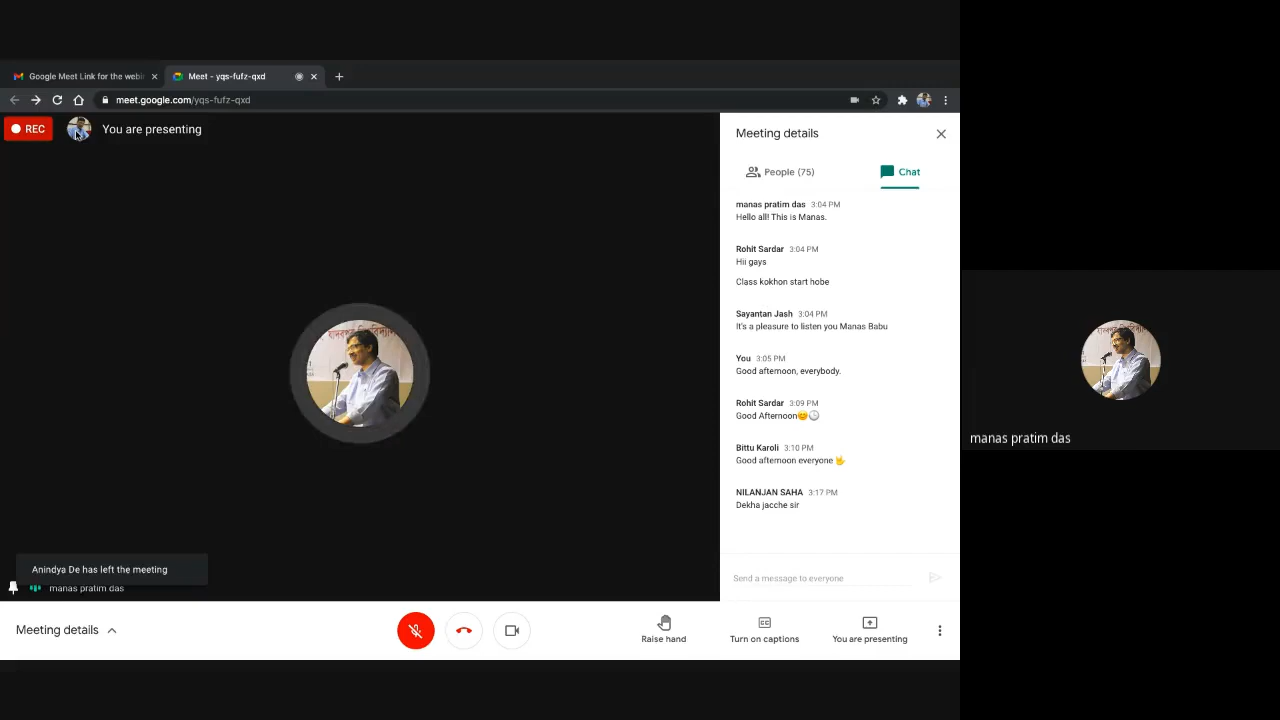 Google Meet Link for the webi
Meet - yqs-fufz-qxd
meet.google.com/yqs-fufz-qxd
REC
You are presenting
Meeting details
People (75)
Chat
manas pratim das 3:04 PM
Hello all! This is Manas.
Rohit Sardar 3:04 PM
Hii gays
Class kokhon start hobe
Sayantan Jash 3:04 PM
It's a pleasure to listen you Manas Babu
You 3:05 PM
Good afternoon, everybody.
Rohit Sardar 3:09 PM
Good Afternoon😊🕒
Bittu Karoli 3:10 PM
Good afternoon everyone 🤟
NILANJAN SAHA 3:17 PM
Dekha jacche sir
Send a message to everyone
Anindya De has left the meeting
manas pratim das
Meeting details
Raise hand
Turn on captions
You are presenting
manas pratim das